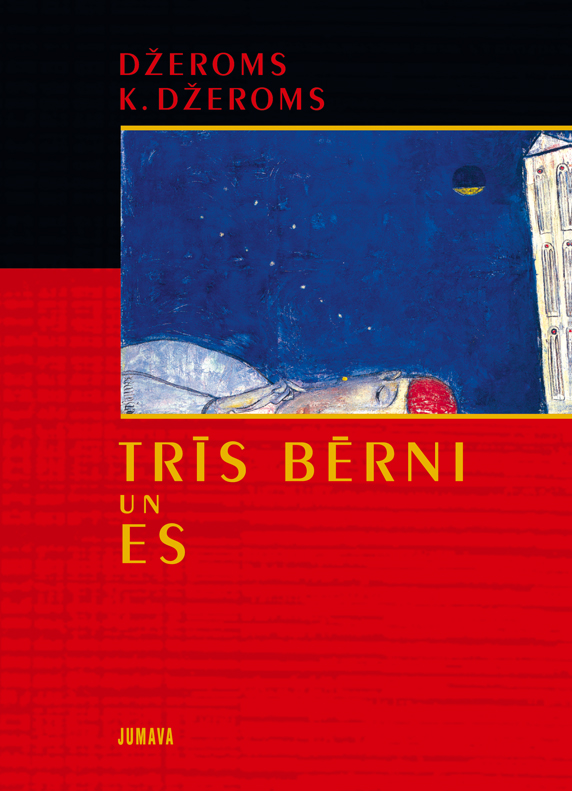 DŽEROMS
K. DŽEROMS
TRĪS BĒRNI
UN
ES
JUMAVA